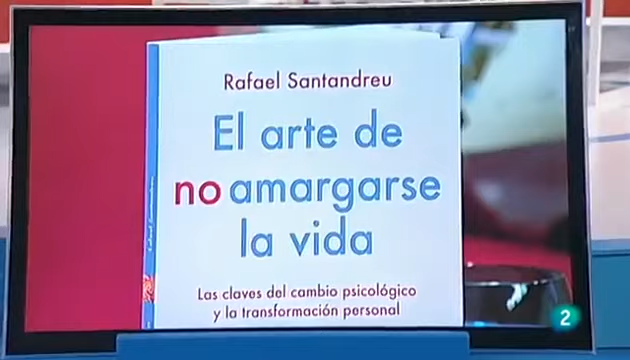 Rafael Santandreu
El arte de
no amargarse
la vida
Las claves del cambio psicológico
y la transformación personal
2